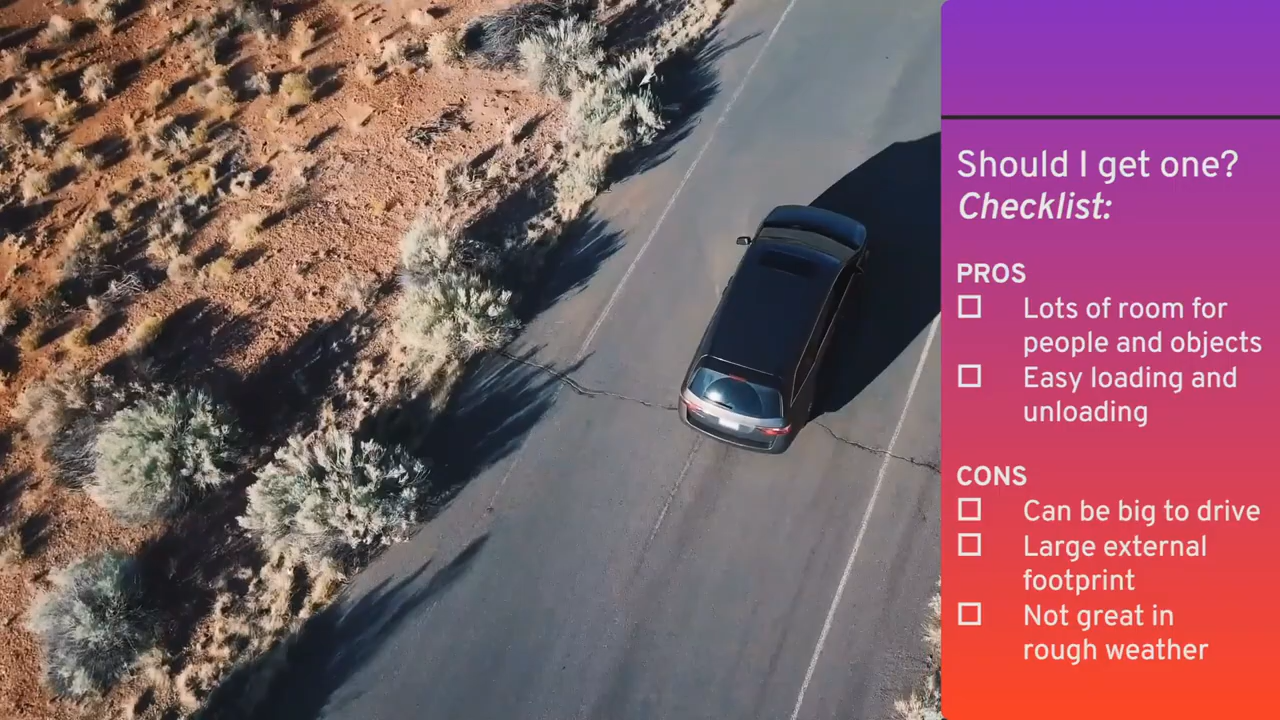 Should I get one?
Checklist:
PROS
Lots of room for
people and objects
Easy loading and
unloading
CONS
Can be big to drive
Large external
footprint
Not great in
rough weather